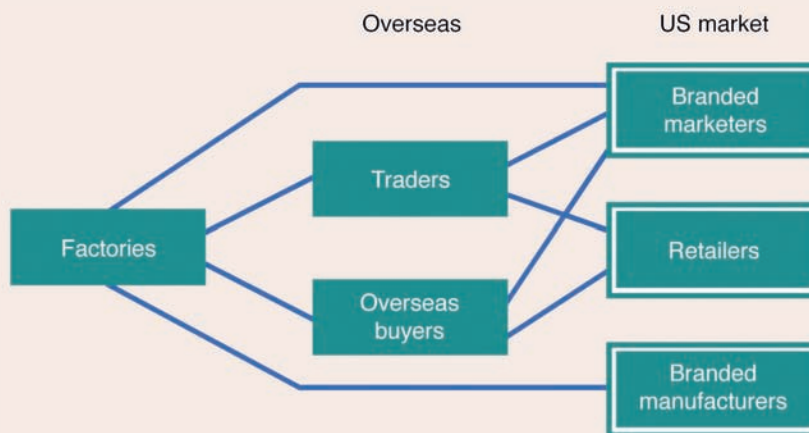 Overseas
US market
Branded
marketers
Traders
Factories
Retailers
Overseas
buyers
Branded
manufacturers